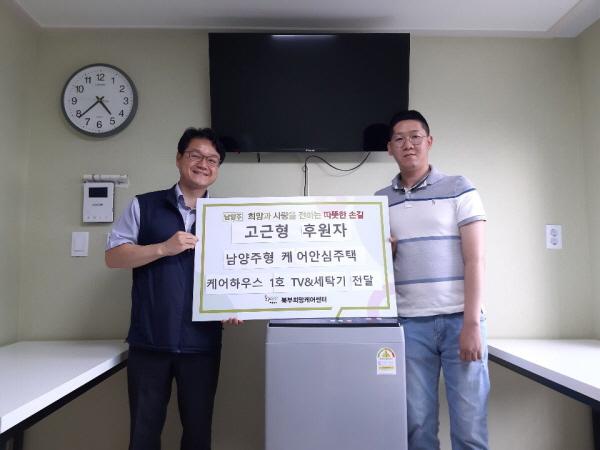 남양주 희망과 사랑을 전하는 따뜻한 손길
고근형 후원자
남양주형 케어안심주택
케어하우스 1호 TV&세탁기 전달
북부희망케어센터